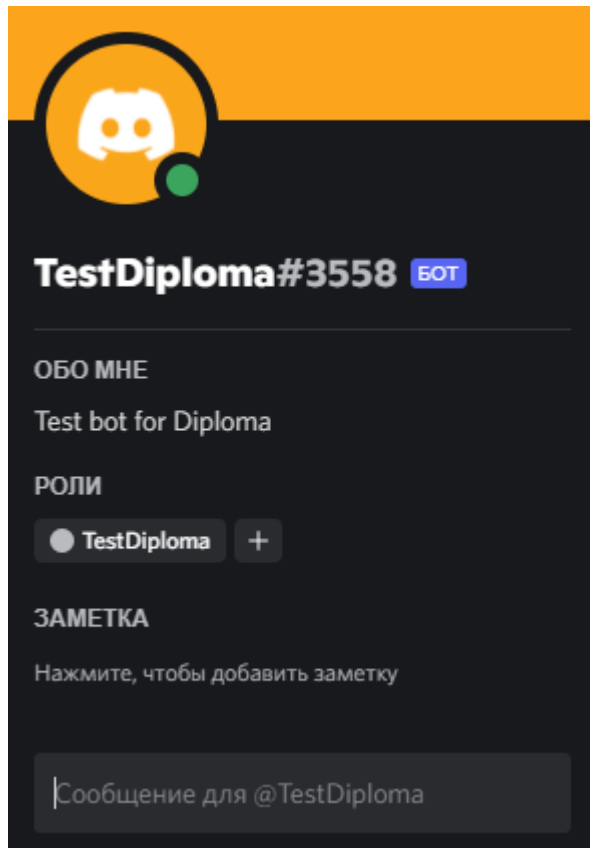 TestDiploma#3558 БОТ
ОБО МНЕ
Test bot for Diploma
РОЛИ
TestDiploma +
ЗАМЕТКА
Нажмите, чтобы добавить заметку
Сообщение для @TestDiploma